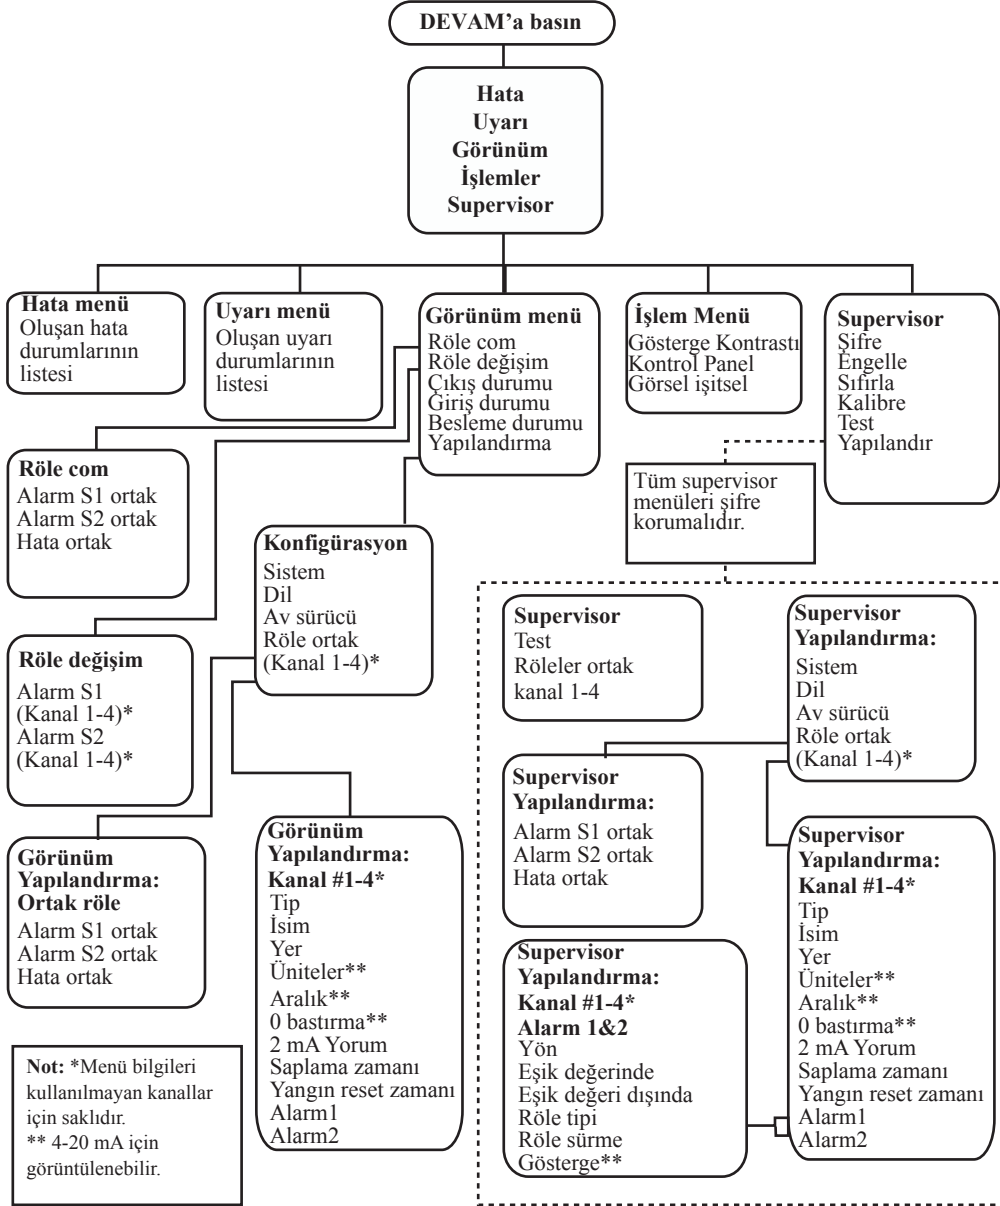 DEVAM’a basın
Hata
Uyarı
Görünüm
İşlemler
Supervisor
Hata menü
Oluşan hata
durumlarının
listesi
Uyarı menü
Oluşan uyarı
durumlarının
listesi
Görünüm menü
Röle com
Röle değişim
Çıkış durumu
Giriş durumu
Besleme durumu
Yapılandırma
İşlem Menü
Gösterge Kontrastı
Kontrol Panel
Görsel işitsel
Supervisor
Şifre
Engelle
Sıfırla
Kalibre
Test
Yapılandır
Röle com
Alarm S1 ortak
Alarm S2 ortak
Hata ortak
Tüm supervisor
menüleri şifre
korumalıdır.
Konfigürasyon
Sistem
Dil
Av sürücü
Röle ortak
(Kanal 1-4)*
Röle değişim
Alarm S1
(Kanal 1-4)*
Alarm S2
(Kanal 1-4)*
Supervisor
Test
Röleler ortak
kanal 1-4
Supervisor
Yapılandırma:
Sistem
Dil
Av sürücü
Röle ortak
(Kanal 1-4)*
Supervisor
Yapılandırma:
Alarm S1 ortak
Alarm S2 ortak
Hata ortak
Görünüm
Yapılandırma:
Ortak röle
Alarm S1 ortak
Alarm S2 ortak
Hata ortak
Görünüm
Yapılandırma:
Kanal #1-4*
Tip
İsim
Yer
Üniteler**
Aralık**
0 bastırma**
2 mA Yorum
Saplama zamanı
Yangın reset zamanı
Alarm1
Alarm2
Supervisor
Yapılandırma:
Kanal #1-4*
Tip
İsim
Yer
Üniteler**
Aralık**
0 bastırma**
2 mA Yorum
Saplama zamanı
Yangın reset zamanı
Alarm1
Alarm2
Supervisor
Yapılandırma:
Kanal #1-4*
Alarm 1&2
Yön
Eşik değerinde
Eşik değeri dışında
Röle tipi
Röle sürme
Gösterge**
Not: *Menü bilgileri
kullanılmayan kanallar
için saklıdır.
** 4-20 mA için
görüntülenebilir.